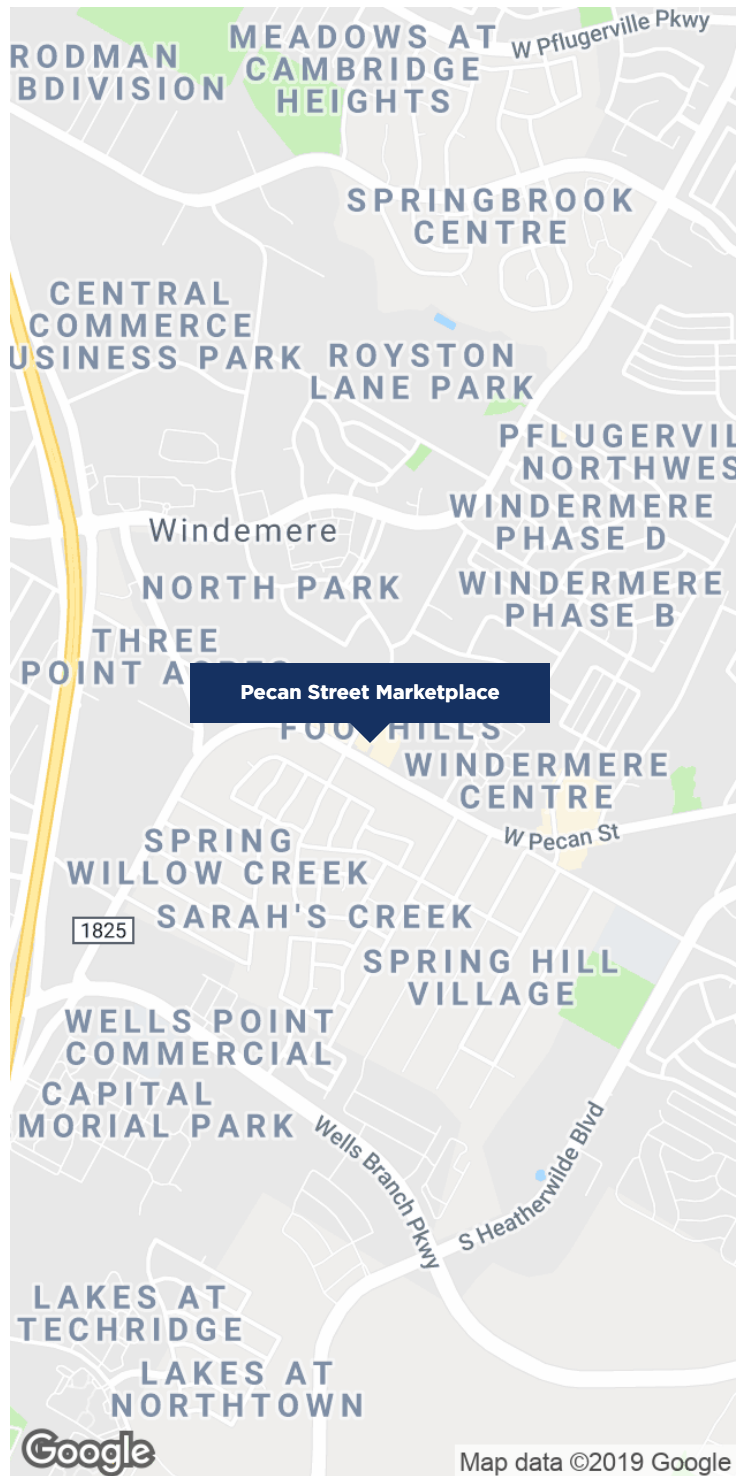 W Pflugerville Pkwy
RODMAN
BDIVISION
MEADOWS AT
CAMBRIDGE
HEIGHTS
SPRINGBROOK
CENTRE
CENTRAL
COMMERCE
USINESS PARK
ROYSTON
LANE PARK
PFLUGERVIL
NORTHWES
WINDERMERE
PHASE D
Windemere
NORTH PARK
WINDERMERE
PHASE B
THREE
POINT ACRES
Pecan Street Marketplace
FOOTHILLS
WINDERMERE
CENTRE
W Pecan St
SPRING
WILLOW CREEK
SARAH'S CREEK
1825
SPRING HILL
VILLAGE
WELLS POINT
COMMERCIAL
CAPITAL
MORIAL PARK
Wells Branch Pkwy
S Heatherwilde Blvd
LAKES AT
TECHRIDGE
LAKES AT
NORTHTOWN
Google
Map data ©2019 Google